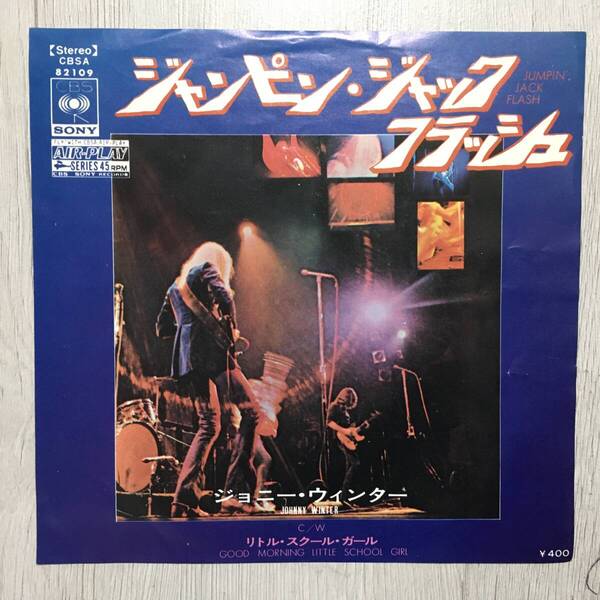 【Stereo】
CBSA
82109
CBS
SONY
AIR-PLAY
SERIES 45 RPM
CBS SONY RECORDS
ジャンピン・ジャック
フラッシュ
JUMPIN'
JACK
FLASH
ジョニー・ウィンター
JOHNNY WINTER
C/W
リトル・スクール・ガール
GOOD MORNING LITTLE SCHOOL GIRL
¥400